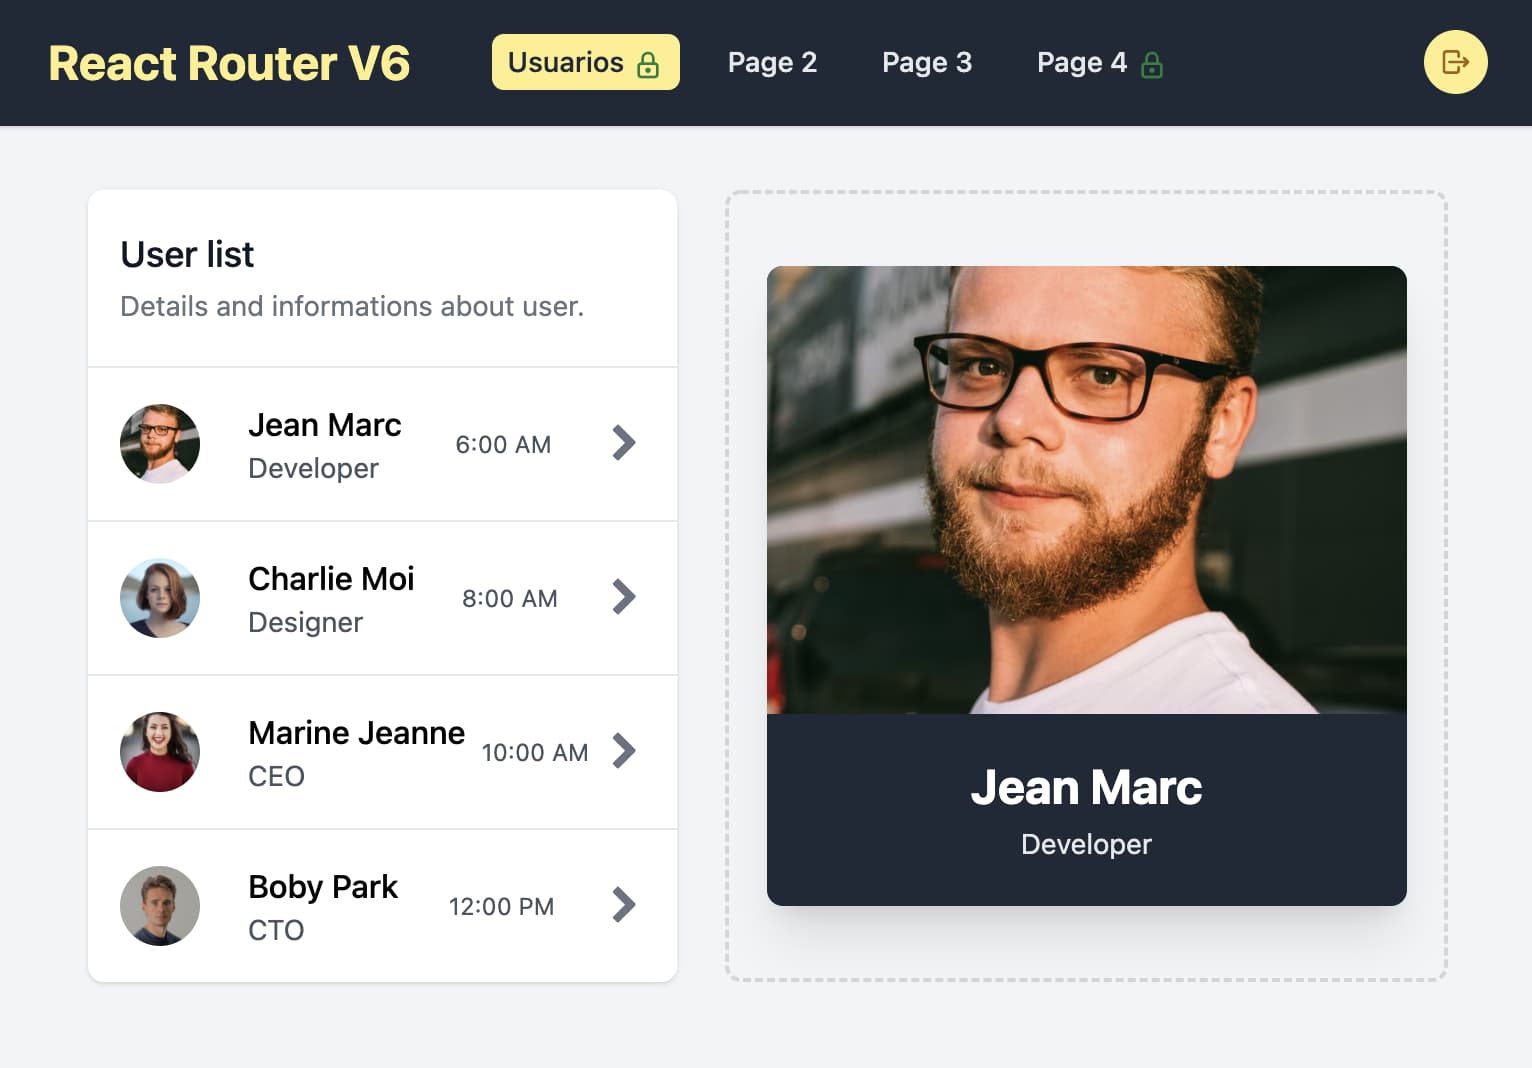 React Router V6
Usuarios
Page 2
Page 3
Page 4
User list
Details and informations about user.
Jean Marc
Developer
6:00 AM
Charlie Moi
Designer
8:00 AM
Marine Jeanne
CEO
10:00 AM
Boby Park
CTO
12:00 PM
Jean Marc
Developer